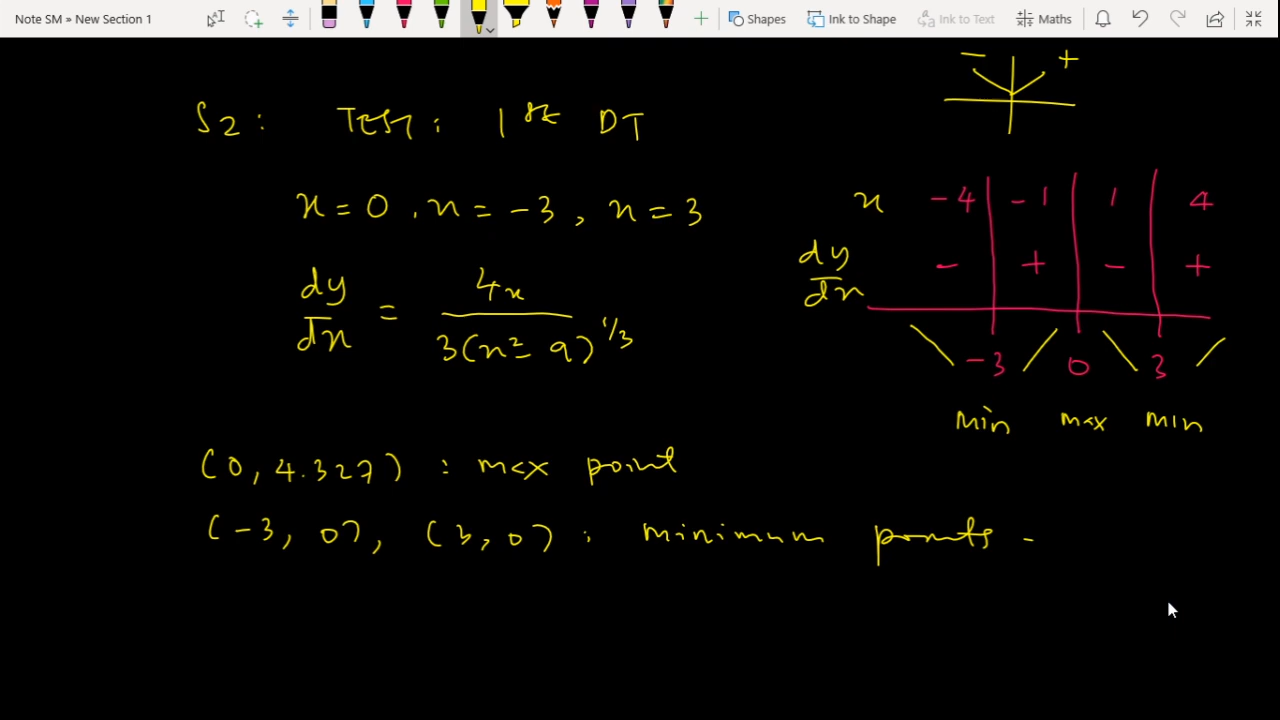 Note SM » New Section 1
Shapes Ink to Shape Ink to Text Maths
- +
S2: TEST: 1st DT
x = 0, x = -3, x = 3
dy/dx = 4x / 3(x² - 9)^1/3
x -4 -1 1 4
dy/dx - + - +
-3 0 3
min max min
(0, 4.327) : max point
(-3, 0), (3, 0) : minimum points -